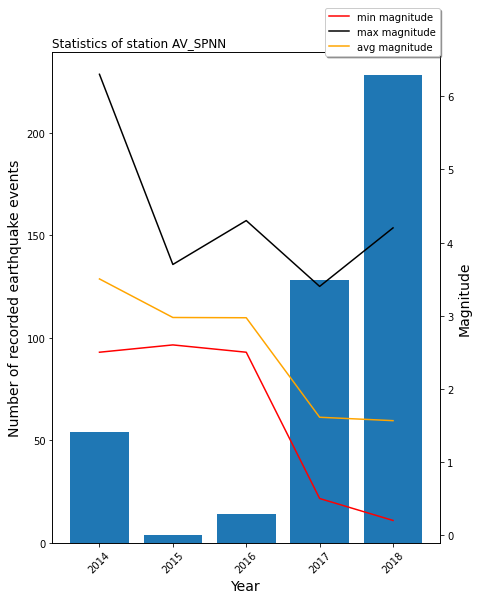 min magnitude
max magnitude
avg magnitude
Statistics of station AV_SPNN
Number of recorded earthquake events
200
150
100
50
0
6
5
4
3
2
1
0
Magnitude
2014
2015
2016
2017
2018
Year